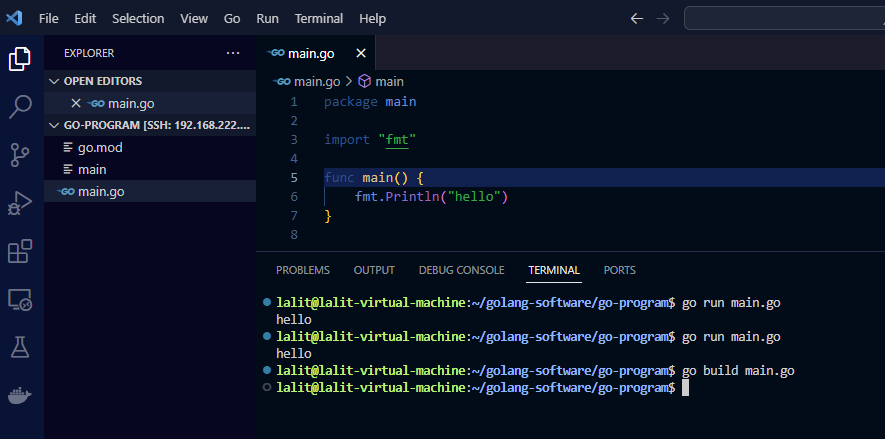 File Edit Selection View Go Run Terminal Help
EXPLORER ···
OPEN EDITORS
GO main.go
GO-PROGRAM [SSH: 192.168.222....
go.mod
main
GO main.go
GO main.go
GO main.go > main
1 package main
2
3 import "fmt"
4
5 func main() {
6 fmt.Println("hello")
7 }
8
PROBLEMS OUTPUT DEBUG CONSOLE TERMINAL PORTS
lalit@lalit-virtual-machine:~/golang-software/go-program$ go run main.go
hello
lalit@lalit-virtual-machine:~/golang-software/go-program$ go run main.go
hello
lalit@lalit-virtual-machine:~/golang-software/go-program$ go build main.go
lalit@lalit-virtual-machine:~/golang-software/go-program$